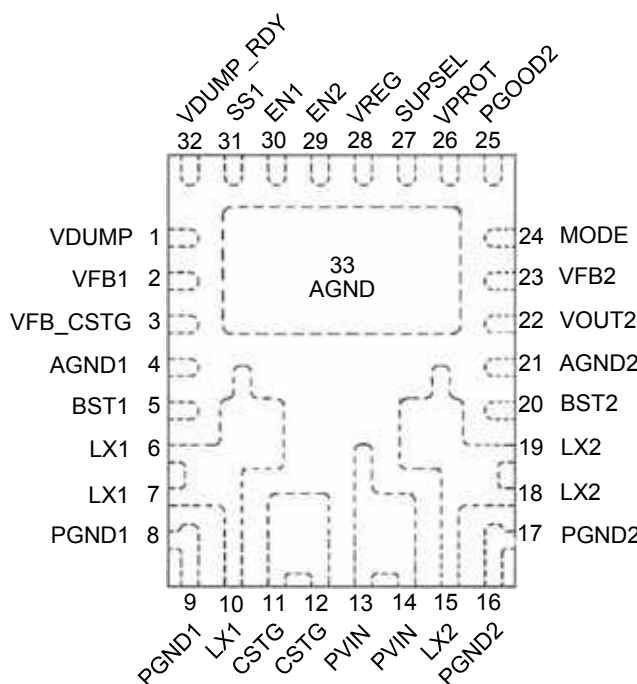 VDUMP_RDY
SS1
EN1
EN2
VREG
SUPSEL
VPROT
PGOOD2
32 31 30 29 28 27 26 25
VDUMP 1
VFB1 2
VFB_CSTG 3
AGND1 4
BST1 5
LX1 6
LX1 7
PGND1 8
33
AGND
24 MODE
23 VFB2
22 VOUT2
21 AGND2
20 BST2
19 LX2
18 LX2
17 PGND2
9 10 11 12 13 14 15 16
PGND1
LX1
CSTG
CSTG
PVIN
PVIN
LX2
PGND2